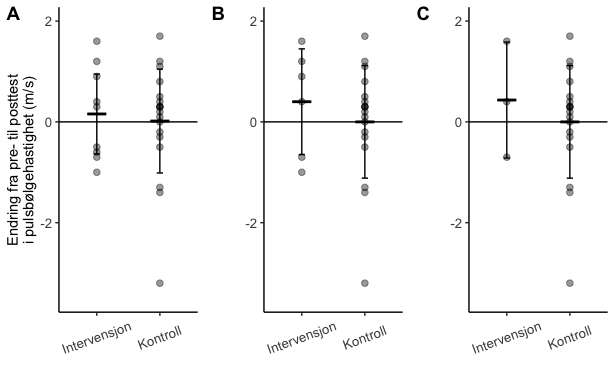 A
B
C
Endring fra pre- til posttest
i pulsbølgehastighet (m/s)
2
0
-2
Intervensjon
Kontroll
2
0
-2
Intervensjon
Kontroll
2
0
-2
Intervensjon
Kontroll